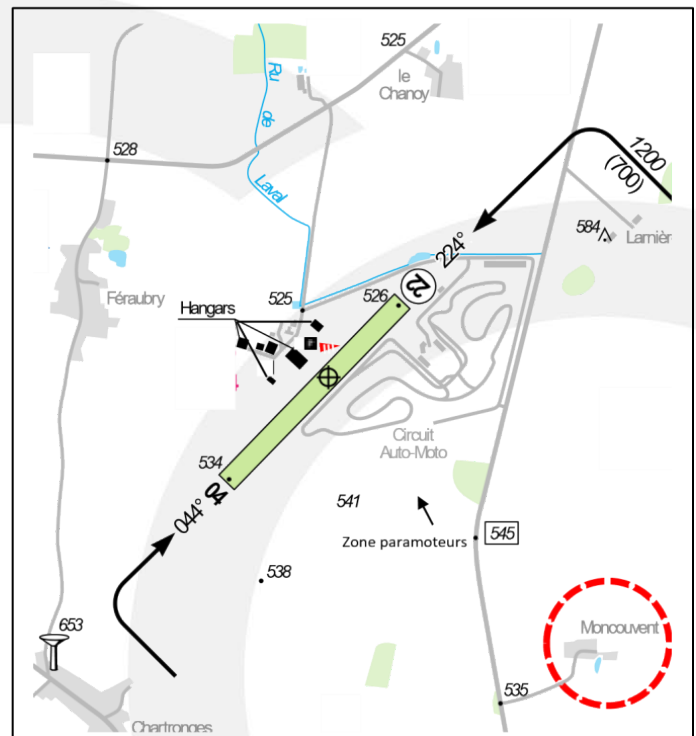 525
le
Chanoy
Ru
de
Laval
528
1200
(700)
584
Larnièr
224°
22
526
Féraubry
525
Hangars
Circuit
Auto-Moto
534
04
044°
541
Zone paramoteurs
545
538
653
Moncouvent
535
Chartronges